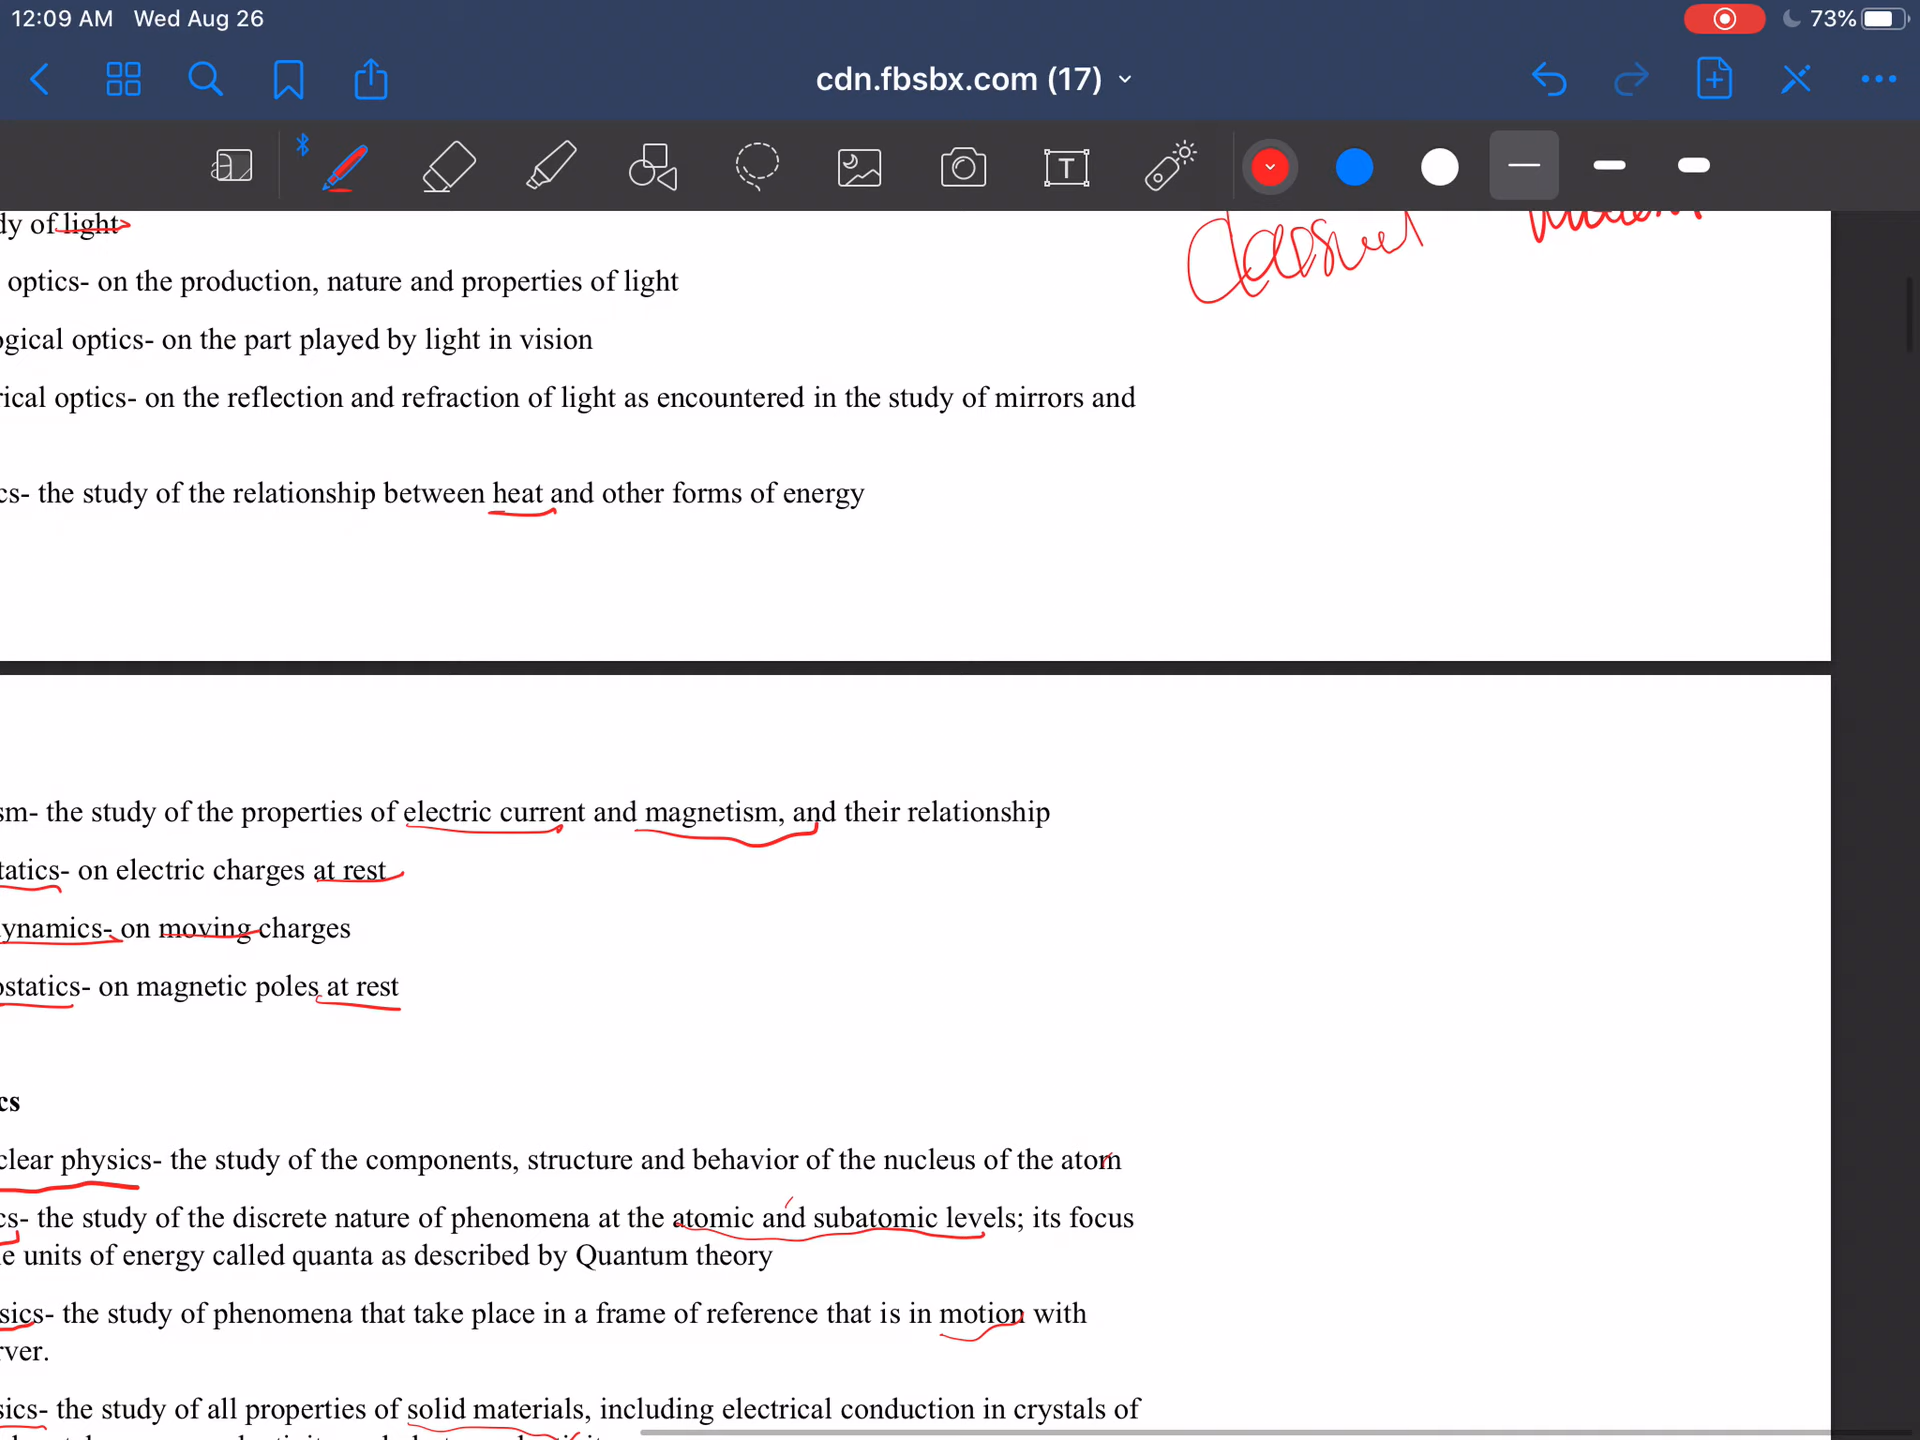 12:09 AM Wed Aug 26
73%
cdn.fbsbx.com (17)
T
dy of light
optics- on the production, nature and properties of light
ogical optics- on the part played by light in vision
rical optics- on the reflection and refraction of light as encountered in the study of mirrors and
cs- the study of the relationship between heat and other forms of energy
sm- the study of the properties of electric current and magnetism, and their relationship
tatics- on electric charges at rest
ynamics- on moving charges
ostatics- on magnetic poles at rest
cs
clear physics- the study of the components, structure and behavior of the nucleus of the atom
cs- the study of the discrete nature of phenomena at the atomic and subatomic levels; its focus
e units of energy called quanta as described by Quantum theory
sics- the study of phenomena that take place in a frame of reference that is in motion with
rver.
sics- the study of all properties of solid materials, including electrical conduction in crystals of